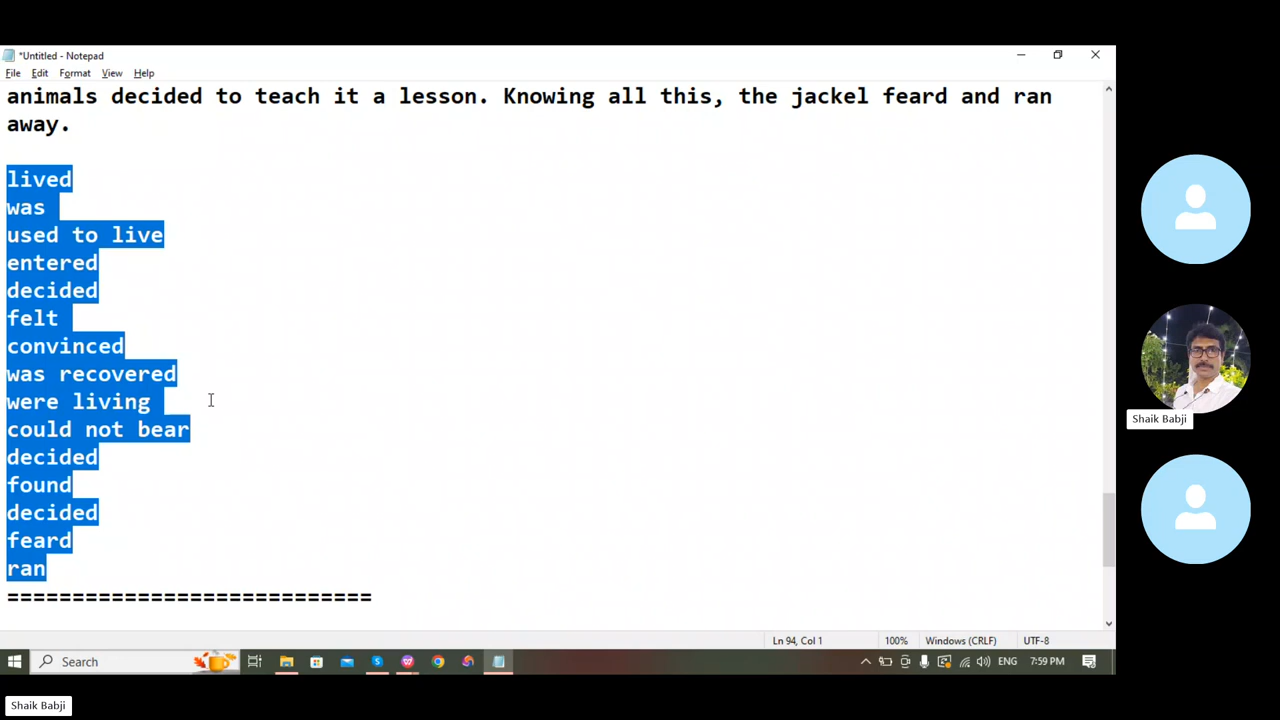 *Untitled - Notepad
File Edit Format View Help
animals decided to teach it a lesson. Knowing all this, the jackel feard and ran
away.
lived
was
used to live
entered
decided
felt
convinced
was recovered
were living
could not bear
decided
found
decided
feard
ran
============================
Shaik Babji
Ln 94, Col 1 100% Windows (CRLF) UTF-8
Search ENG 7:59 PM
Shaik Babji